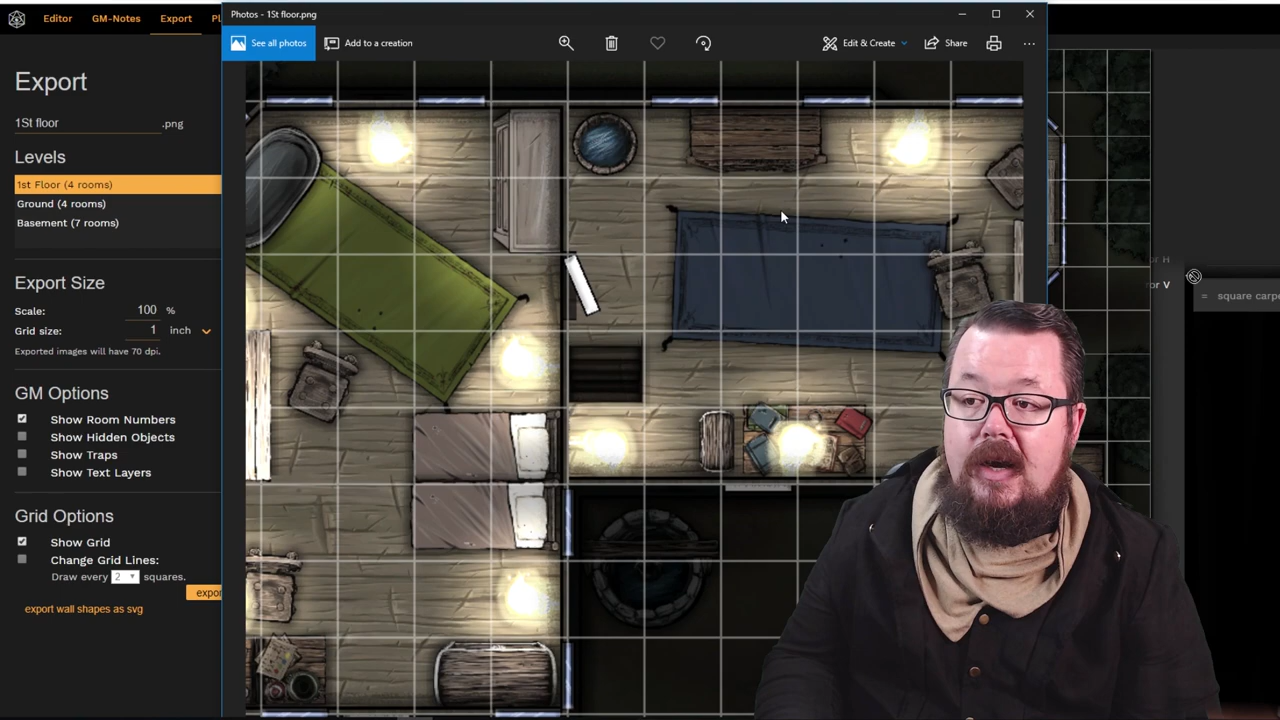 Editor GM-Notes Export
Photos - 1St floor.png
See all photos Add to a creation Edit & Create Share
Export
1St floor .png
Levels
1st Floor (4 rooms)
Ground (4 rooms)
Basement (7 rooms)
Export Size
Scale: 100 %
Grid size: 1 inch
Exported images will have 70 dpi.
GM Options
Show Room Numbers
Show Hidden Objects
Show Traps
Show Text Layers
Grid Options
Show Grid
Change Grid Lines:
Draw every 2 squares.
export wall shapes as svg
or H
or V
= square carpe